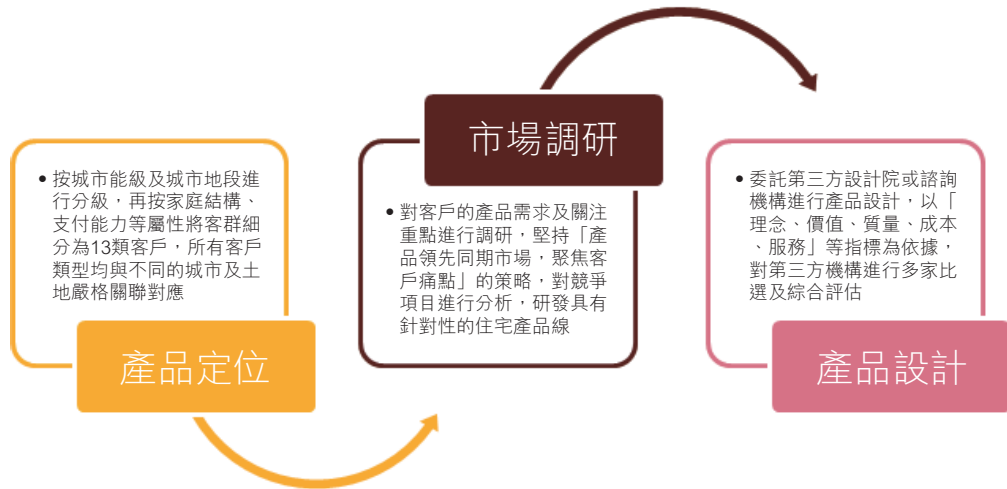 • 按城市能級及城市地段進
行分級，再按家庭結構、
支付能力等屬性將客群細
分為13類客戶，所有客戶
類型均與不同的城市及土
地嚴格關聯對應
產品定位
市場調研
• 對客戶的產品需求及關注
重點進行調研，堅持「產
品領先同期市場，聚焦客
戶痛點」的策略，對競爭
項目進行分析，研發具有
針對性的住宅產品線
• 委託第三方設計院或諮詢
機構進行產品設計，以「
理念、價值、質量、成本
、服務」等指標為依據，
對第三方機構進行多家比
選及綜合評估
產品設計